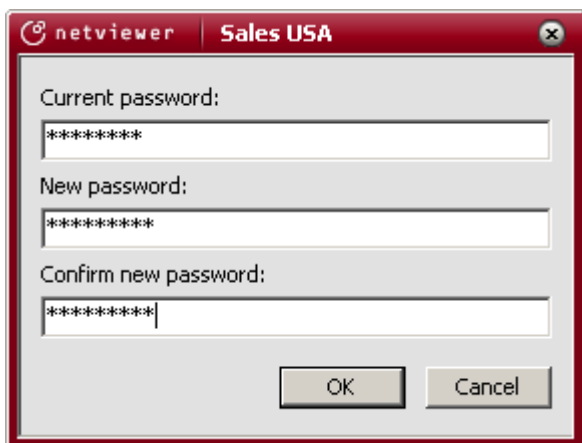 netviewer Sales USA
Current password:
********
New password:
*********
Confirm new password:
*********
OK Cancel